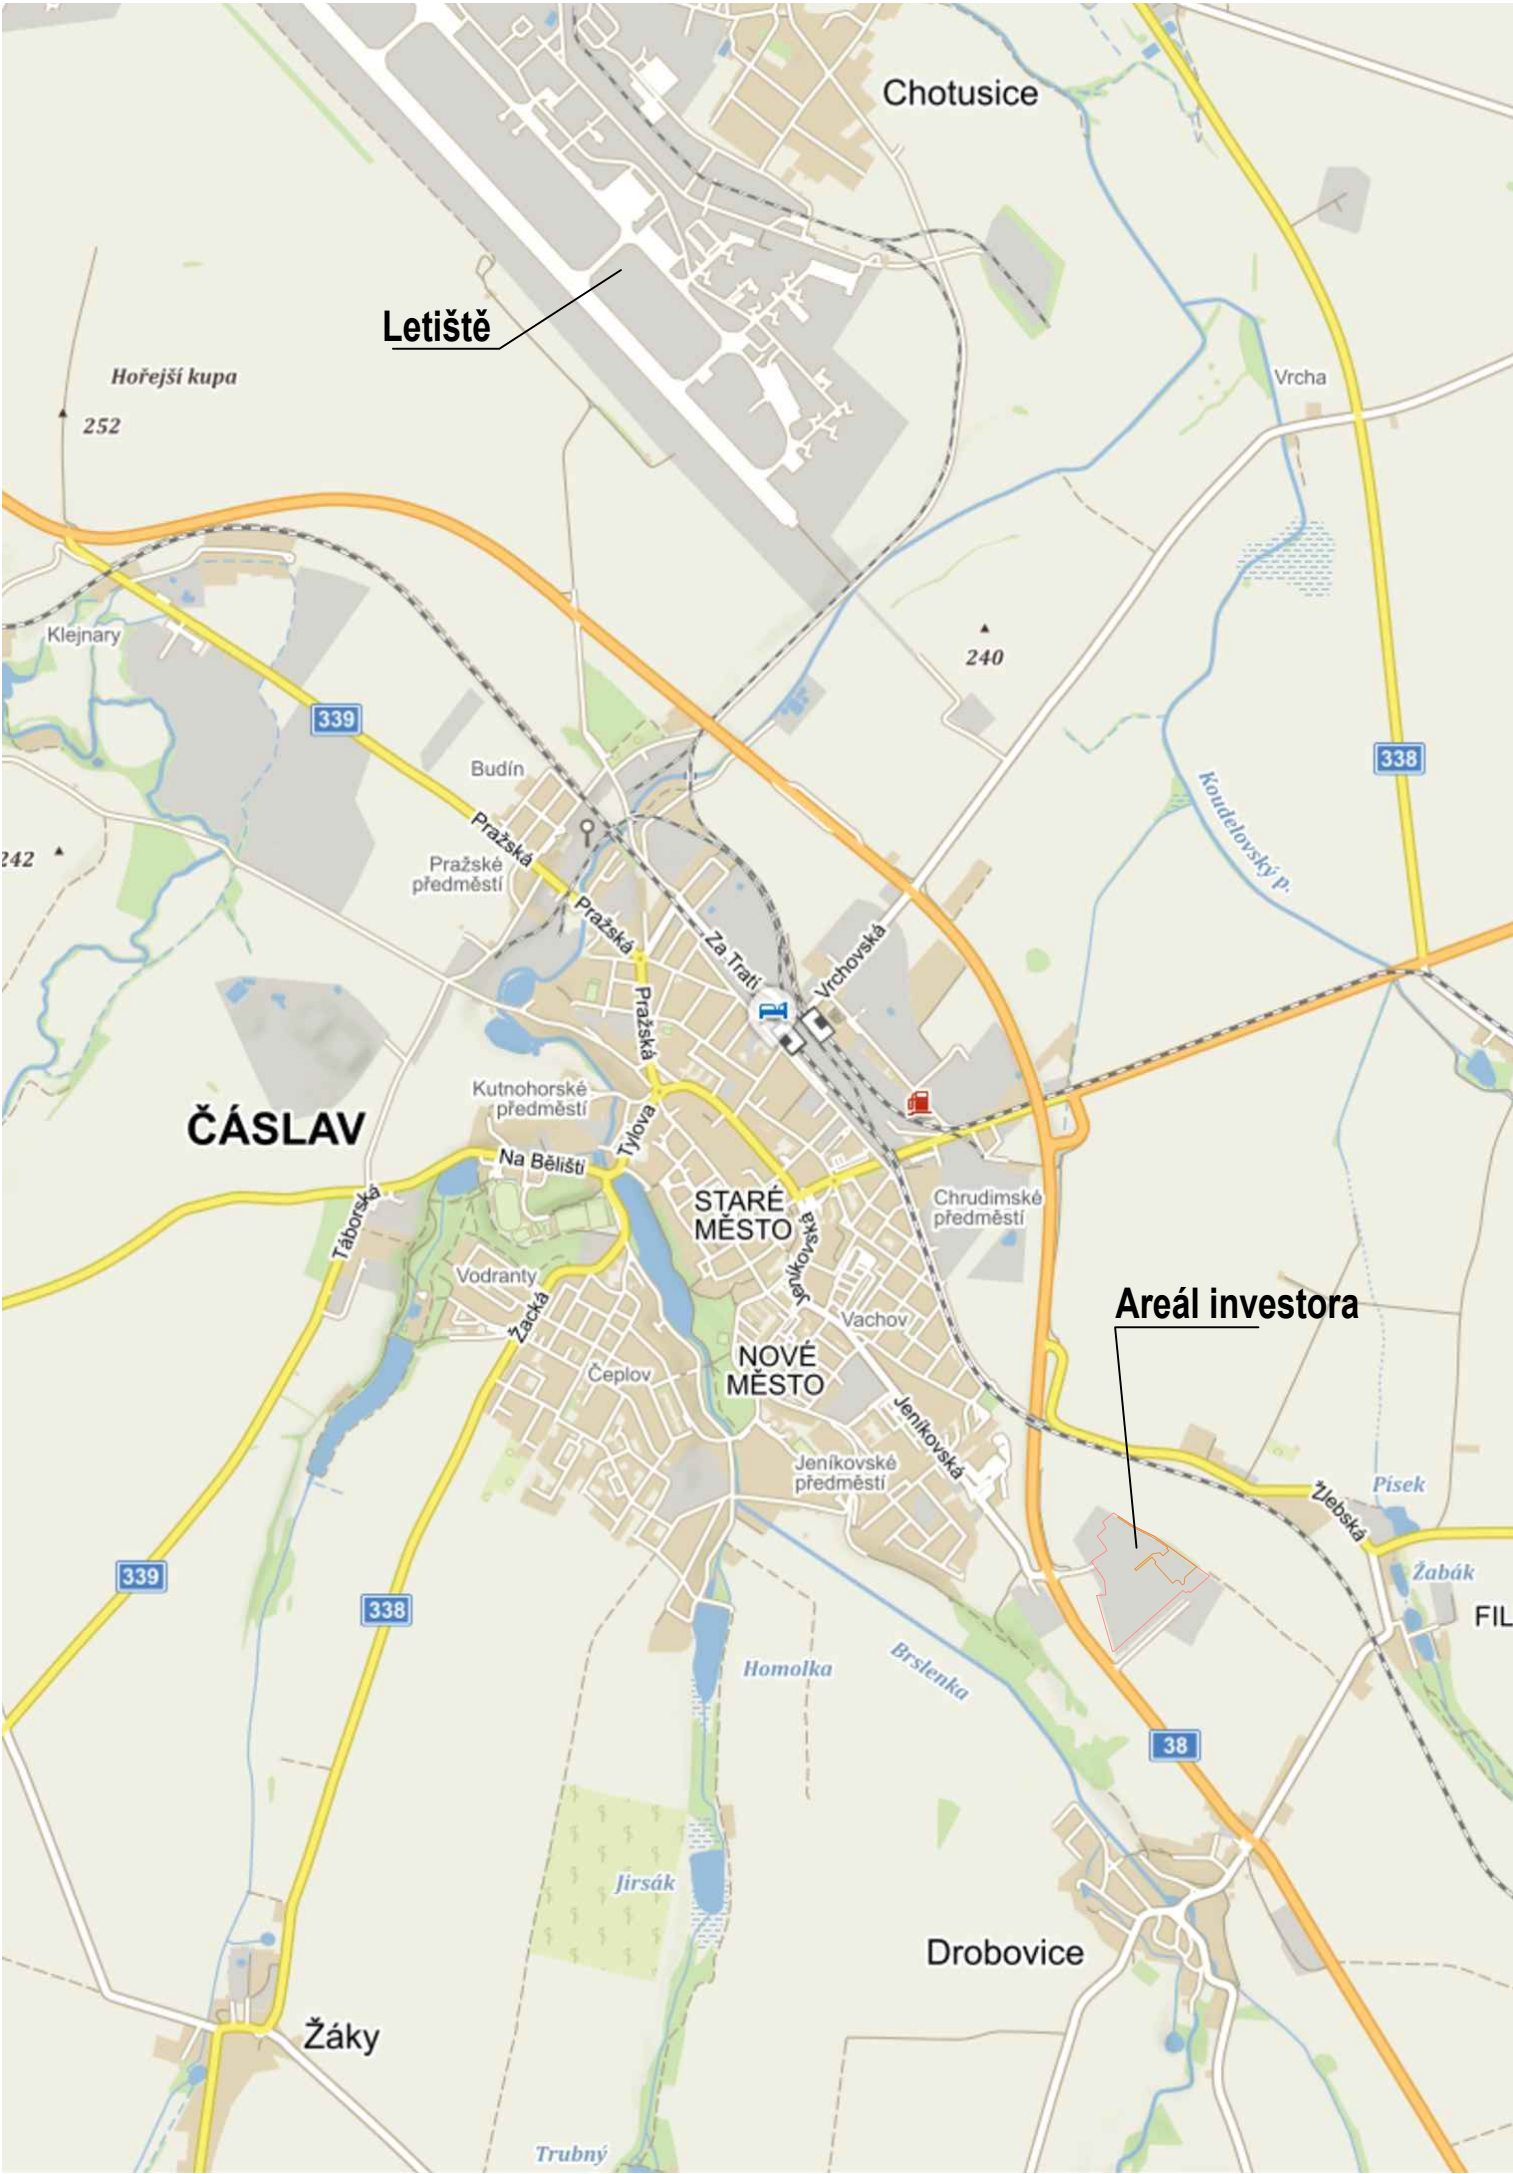 Chotusice
Letiště
Hořejší kupa
252
Vrcha
Klejnary
240
339
338
Budín
Koudelovský p.
Pražská
242
Pražské
předměstí
Pražská
Za Tratí
Vrchovská
Pražská
Kutnohorské
předměstí
ČÁSLAV
Tylova
Na Bělišti
STARÉ
MĚSTO
Chrudimské
předměstí
Táborská
Jeníkovská
Vodranty
Žacká
Areál investora
Vachov
NOVÉ
MĚSTO
Čeplov
Jeníkovská
Jeníkovské
předměstí
Písek
Žlebská
339
338
Žabák
FIL
Homolka
Brslenka
38
Jirsák
Drobovice
Žáky
Trubný